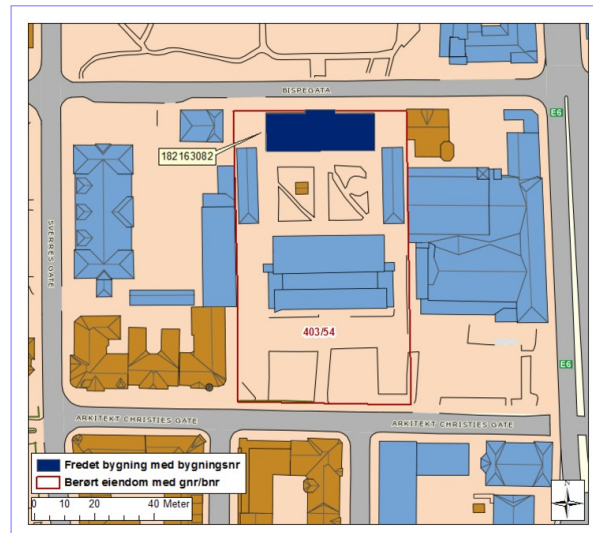 BISPEGATA
E6
182163082
SVERRES GATE
403/54
E6
ARKITEKT CHRISTIES GATE
ARKITEKT CHRISTIES GATE
Fredet bygning med bygningsnr
Berørt eiendom med gnr/bnr
0 10 20 40 Meter
N